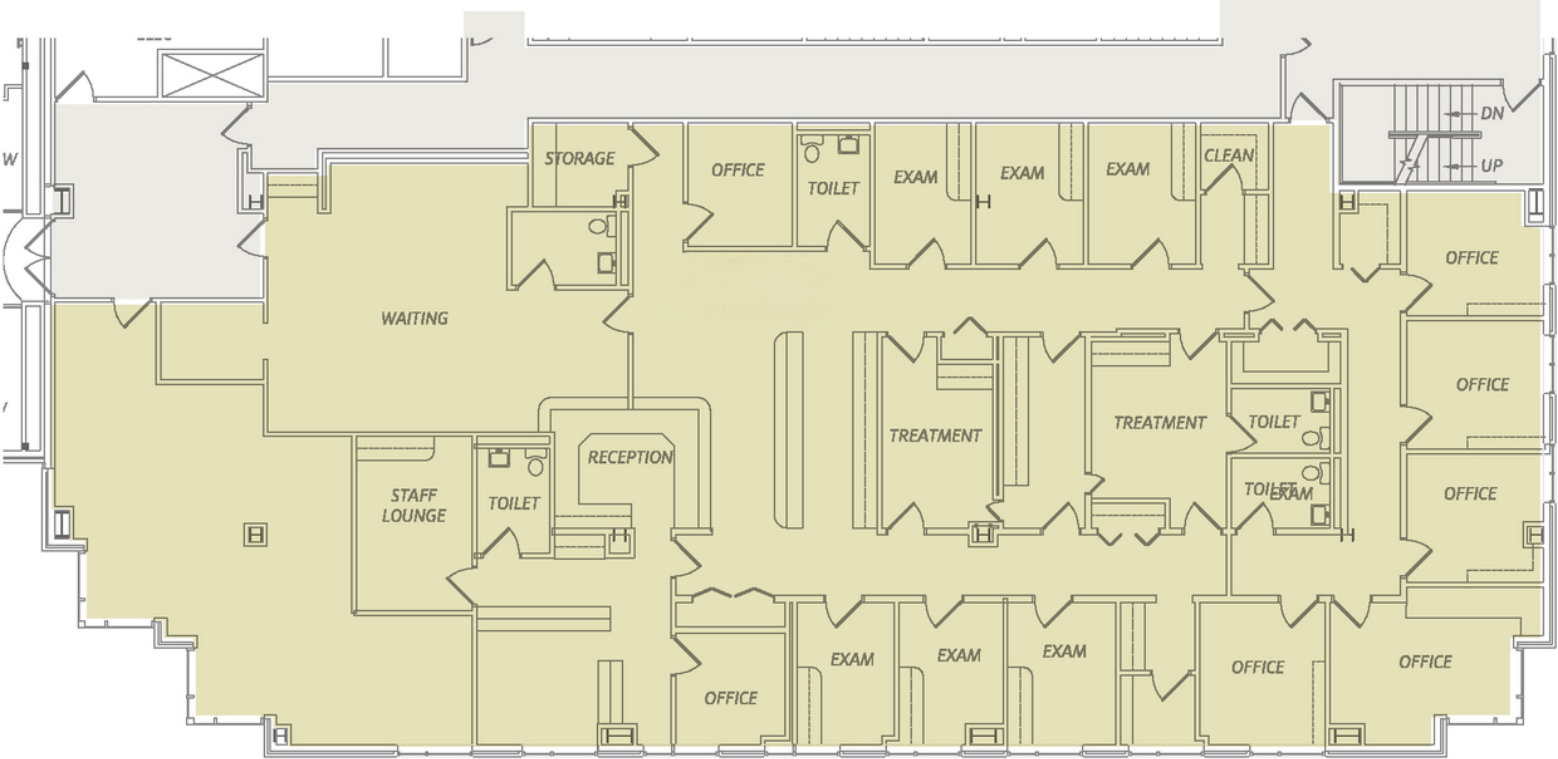 DN
W
STORAGE
OFFICE
TOILET
EXAM
EXAM
EXAM
CLEAN
UP
OFFICE
WAITING
OFFICE
TREATMENT
TREATMENT
TOILET
RECEPTION
STAFF
LOUNGE
TOILET
TOILET
EXAM
OFFICE
EXAM
EXAM
EXAM
OFFICE
OFFICE
OFFICE